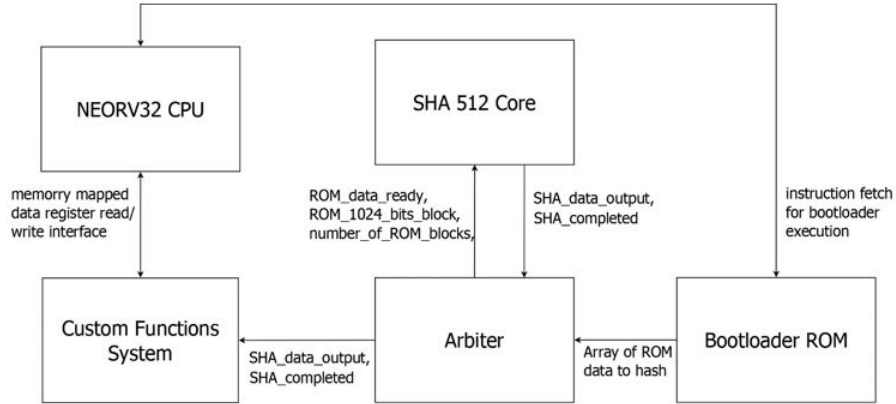 NEORV32 CPU
SHA 512 Core
memorry mapped
data register read/
write interface
ROM_data_ready,
ROM_1024_bits_block,
number_of_ROM_blocks,
SHA_data_output,
SHA_completed
instruction fetch
for bootloader
execution
Custom Functions
System
SHA_data_output,
SHA_completed
Arbiter
Array of ROM
data to hash
Bootloader ROM